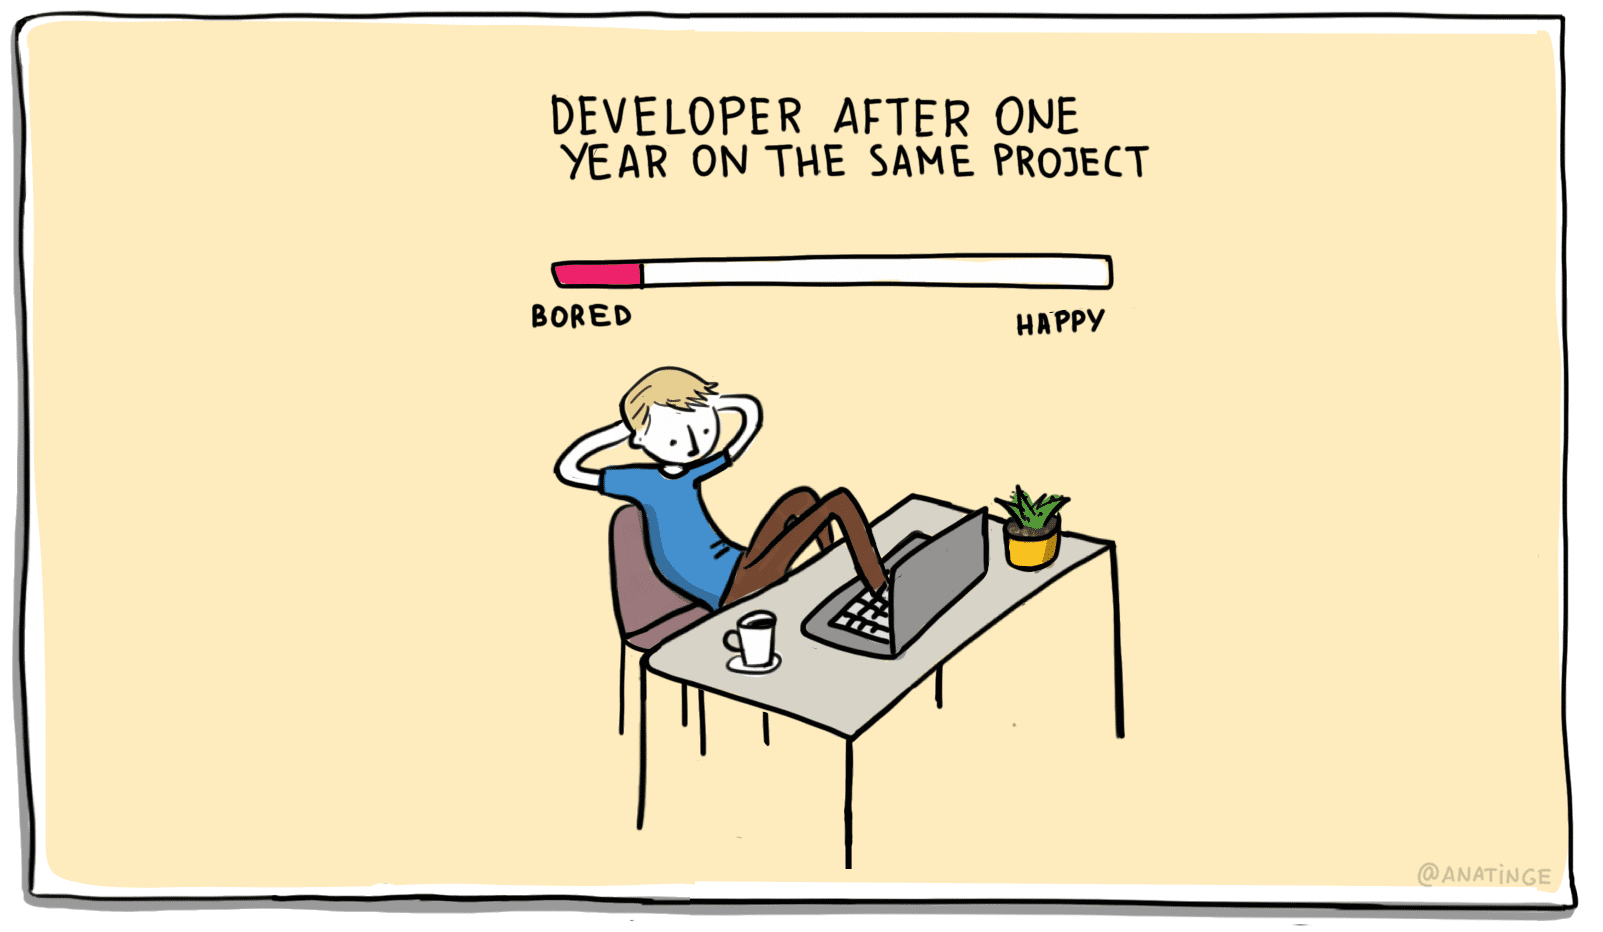 DEVELOPER AFTER ONE
YEAR ON THE SAME PROJECT
BORED
HAPPY
@ANATINGE